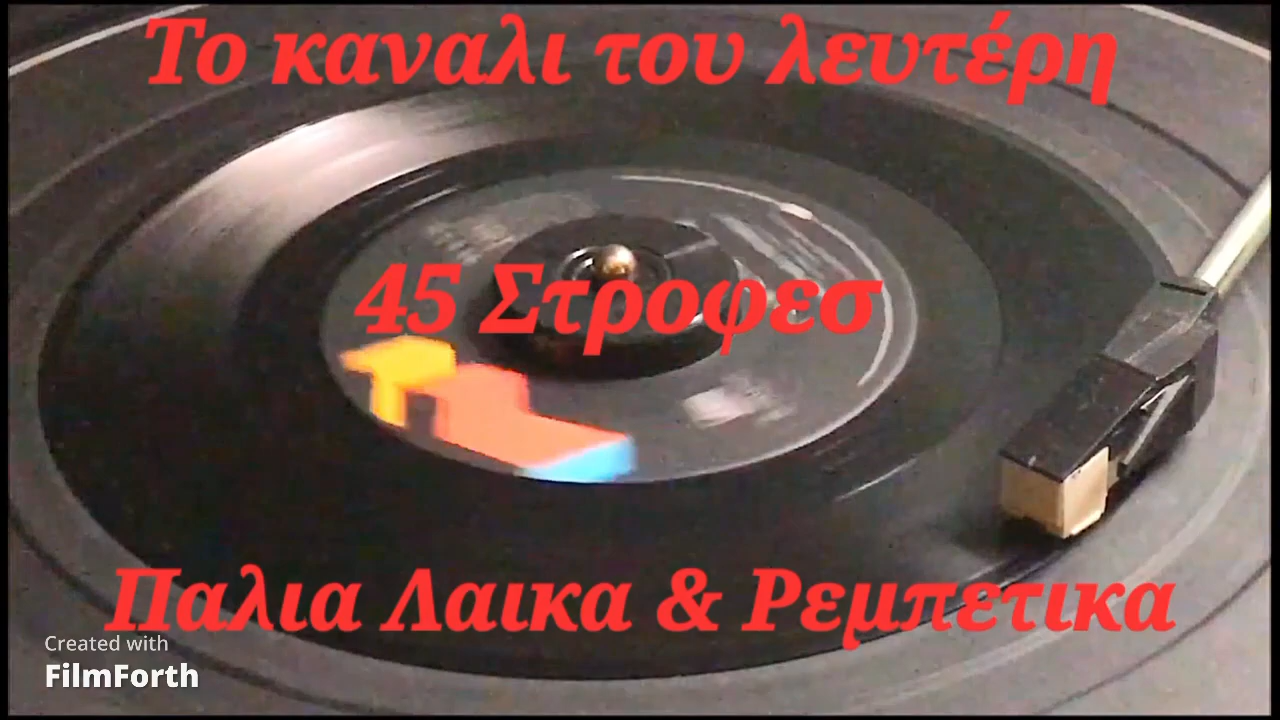 Το καναλι του λευτέρη
45 Στροφεσ
Παλια Λαικα & Ρεμπετικα
Created with
FilmForth